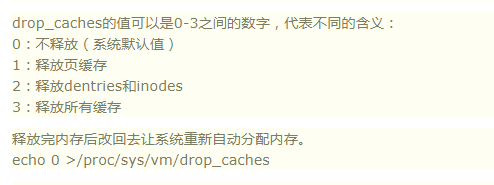 drop_caches的值可以是0-3之间的数字，代表不同的含义：
0：不释放（系统默认值）
1：释放页缓存
2：释放dentries和inodes
3：释放所有缓存
释放完内存后改回去让系统重新自动分配内存。
echo 0 >/proc/sys/vm/drop_caches